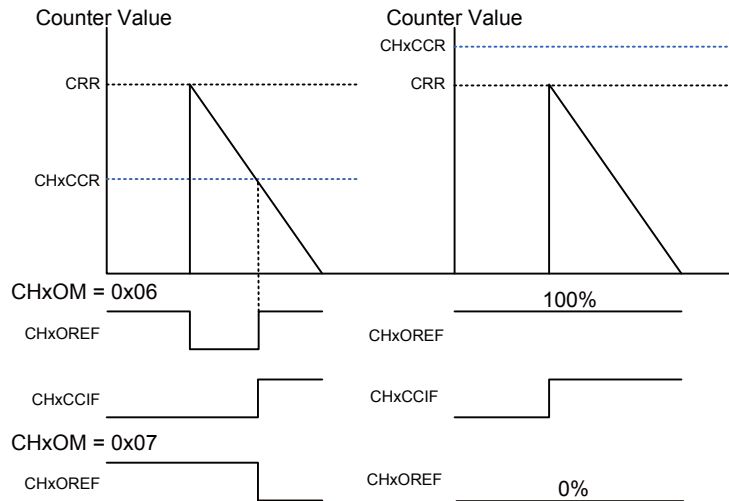 Counter Value
CRR
CHxCCR
CHxOM = 0x06
CHxOREF
CHxCCIF
CHxOM = 0x07
CHxOREF
Counter Value
CHxCCR
CRR
100%
CHxOREF
CHxCCIF
CHxOREF
0%